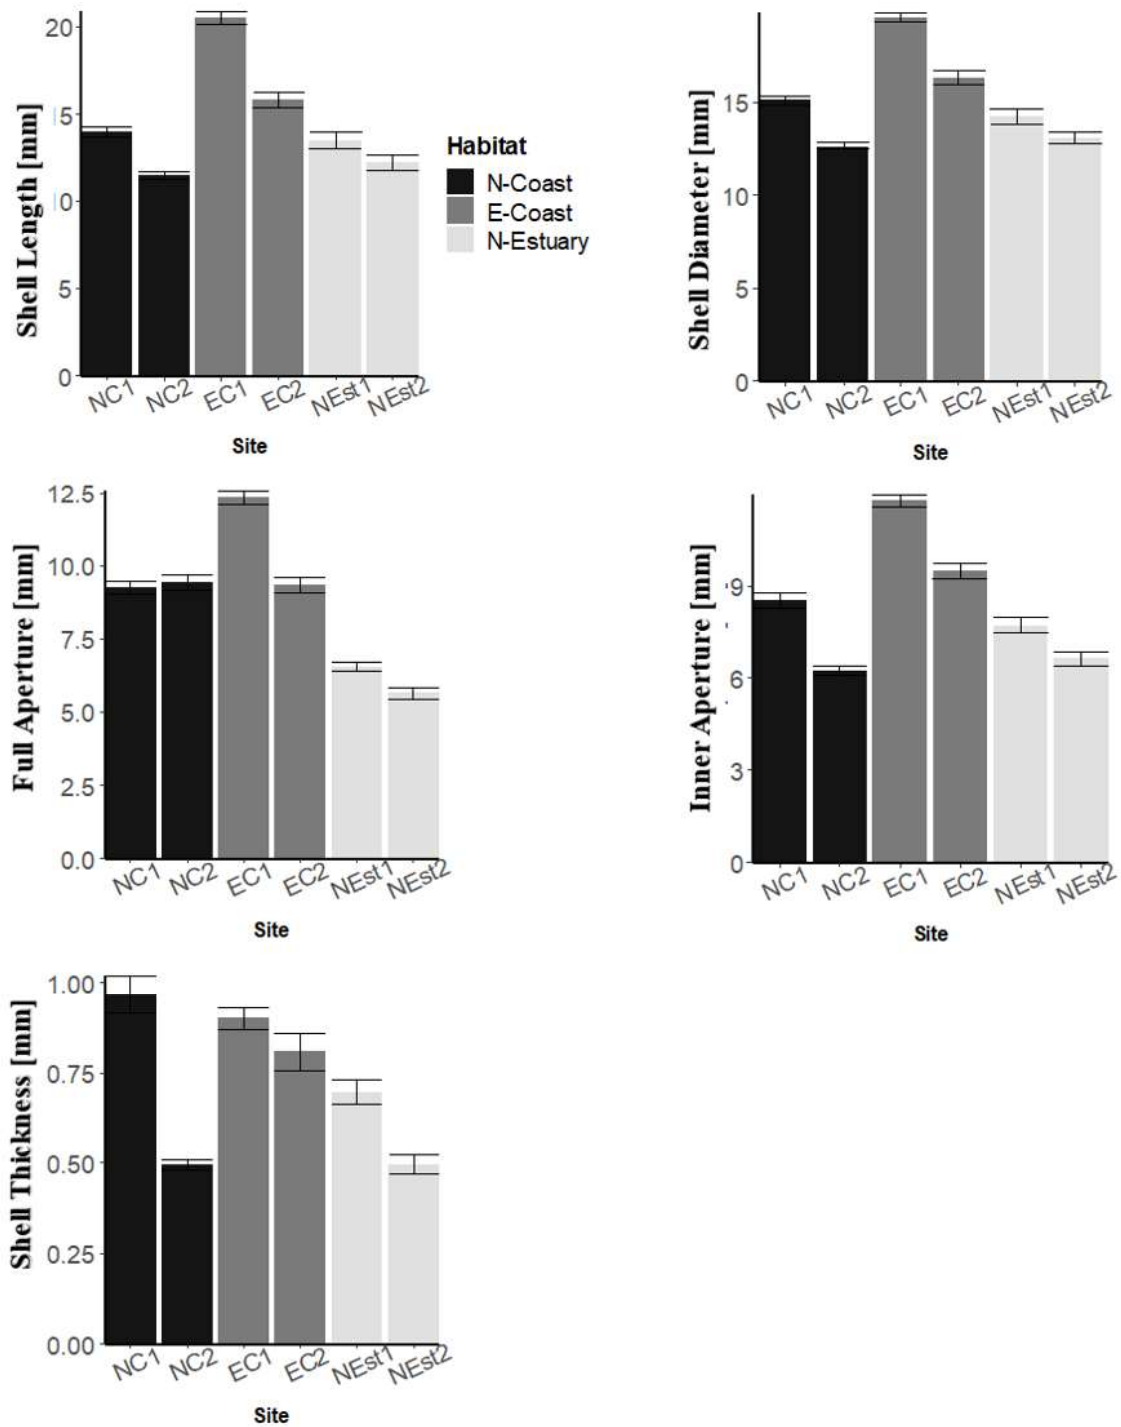 Shell Length [mm]
20
15
10
5
0
NC1 NC2 EC1 EC2 NEst1 NEst2
Site
Habitat
N-Coast
E-Coast
N-Estuary
Shell Diameter [mm]
15
10
5
0
NC1 NC2 EC1 EC2 NEst1 NEst2
Site
Full Aperture [mm]
12.5
10.0
7.5
5.0
2.5
0.0
NC1 NC2 EC1 EC2 NEst1 NEst2
Site
Inner Aperture [mm]
9
6
3
0
NC1 NC2 EC1 EC2 NEst1 NEst2
Site
Shell Thickness [mm]
1.00
0.75
0.50
0.25
0.00
NC1 NC2 EC1 EC2 NEst1 NEst2
Site